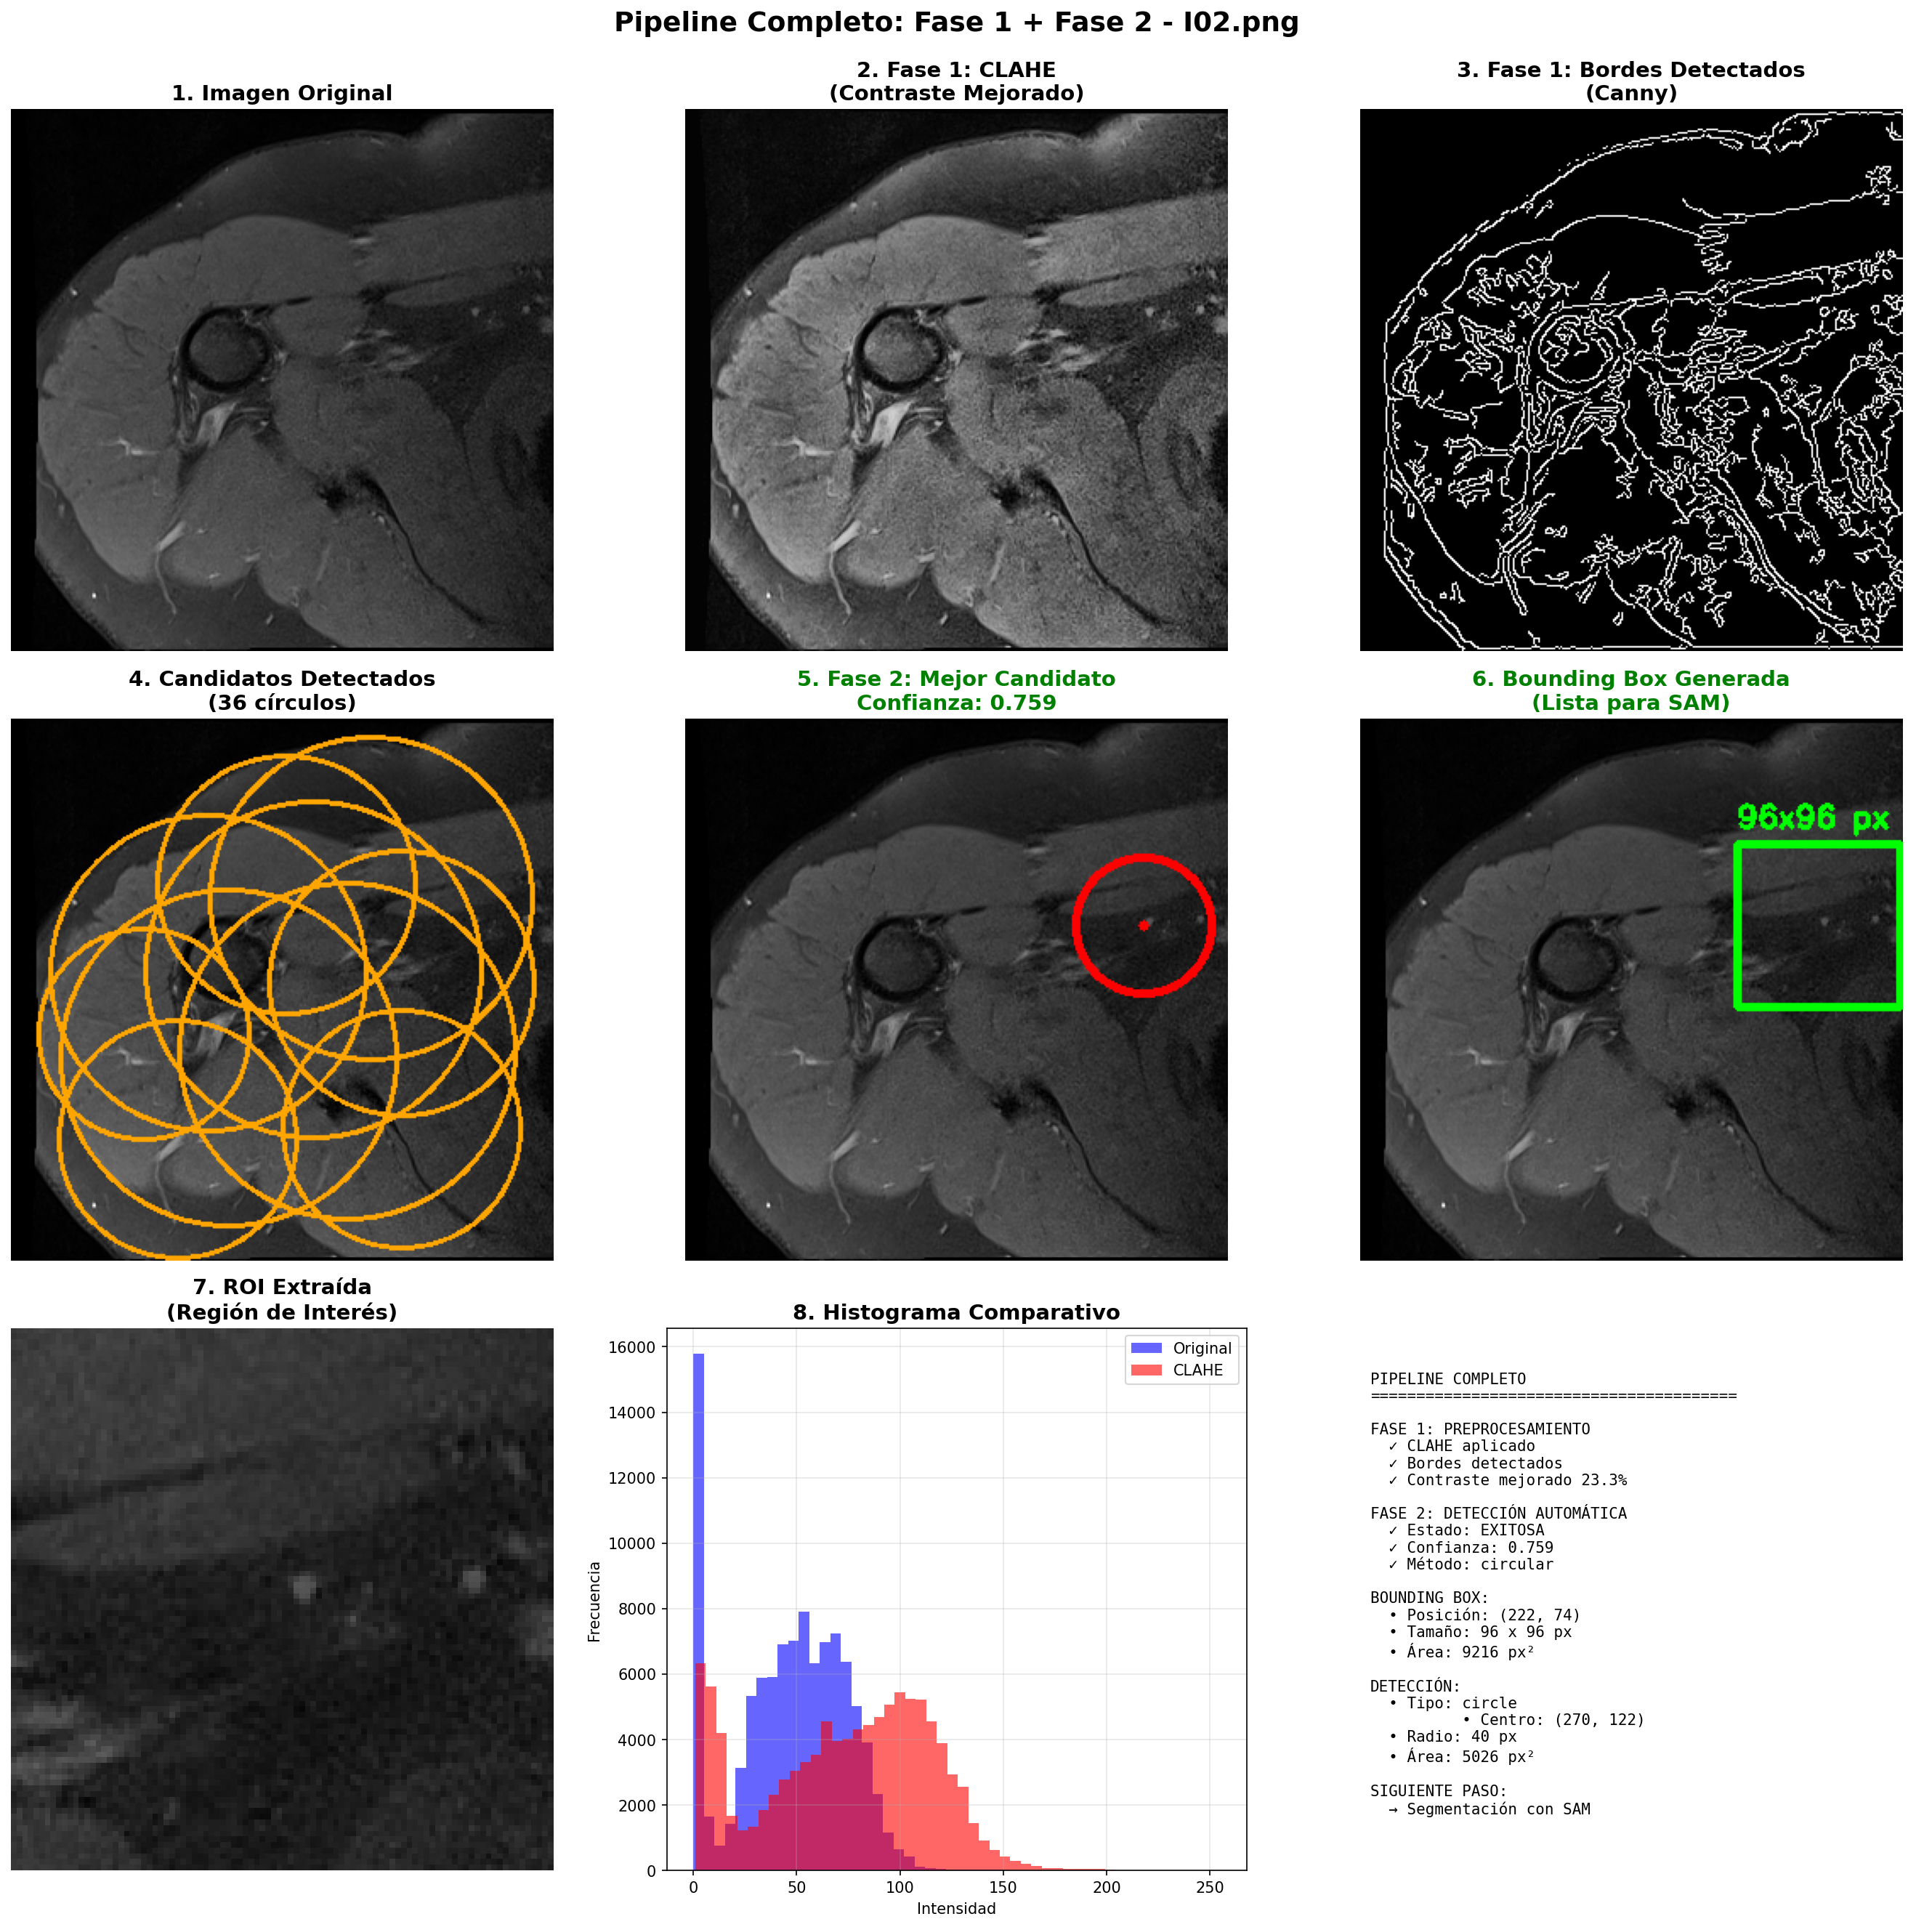 Pipeline Completo: Fase 1 + Fase 2 - I02.png
1. Imagen Original
2. Fase 1: CLAHE
(Contraste Mejorado)
3. Fase 1: Bordes Detectados
(Canny)
4. Candidatos Detectados
(36 círculos)
5. Fase 2: Mejor Candidato
Confianza: 0.759
6. Bounding Box Generada
(Lista para SAM)
96x96 px
7. ROI Extraída
(Región de Interés)
8. Histograma Comparativo
Original
CLAHE
16000
14000
12000
10000
8000
6000
4000
2000
0
Frecuencia
0 50 100 150 200 250
Intensidad
PIPELINE COMPLETO
========================================
FASE 1: PREPROCESAMIENTO
✓ CLAHE aplicado
✓ Bordes detectados
✓ Contraste mejorado 23.3%
FASE 2: DETECCIÓN AUTOMÁTICA
✓ Estado: EXITOSA
✓ Confianza: 0.759
✓ Método: circular
BOUNDING BOX:
• Posición: (222, 74)
• Tamaño: 96 x 96 px
• Área: 9216 px²
DETECCIÓN:
• Tipo: circle
• Centro: (270, 122)
• Radio: 40 px
• Área: 5026 px²
SIGUIENTE PASO:
→ Segmentación con SAM